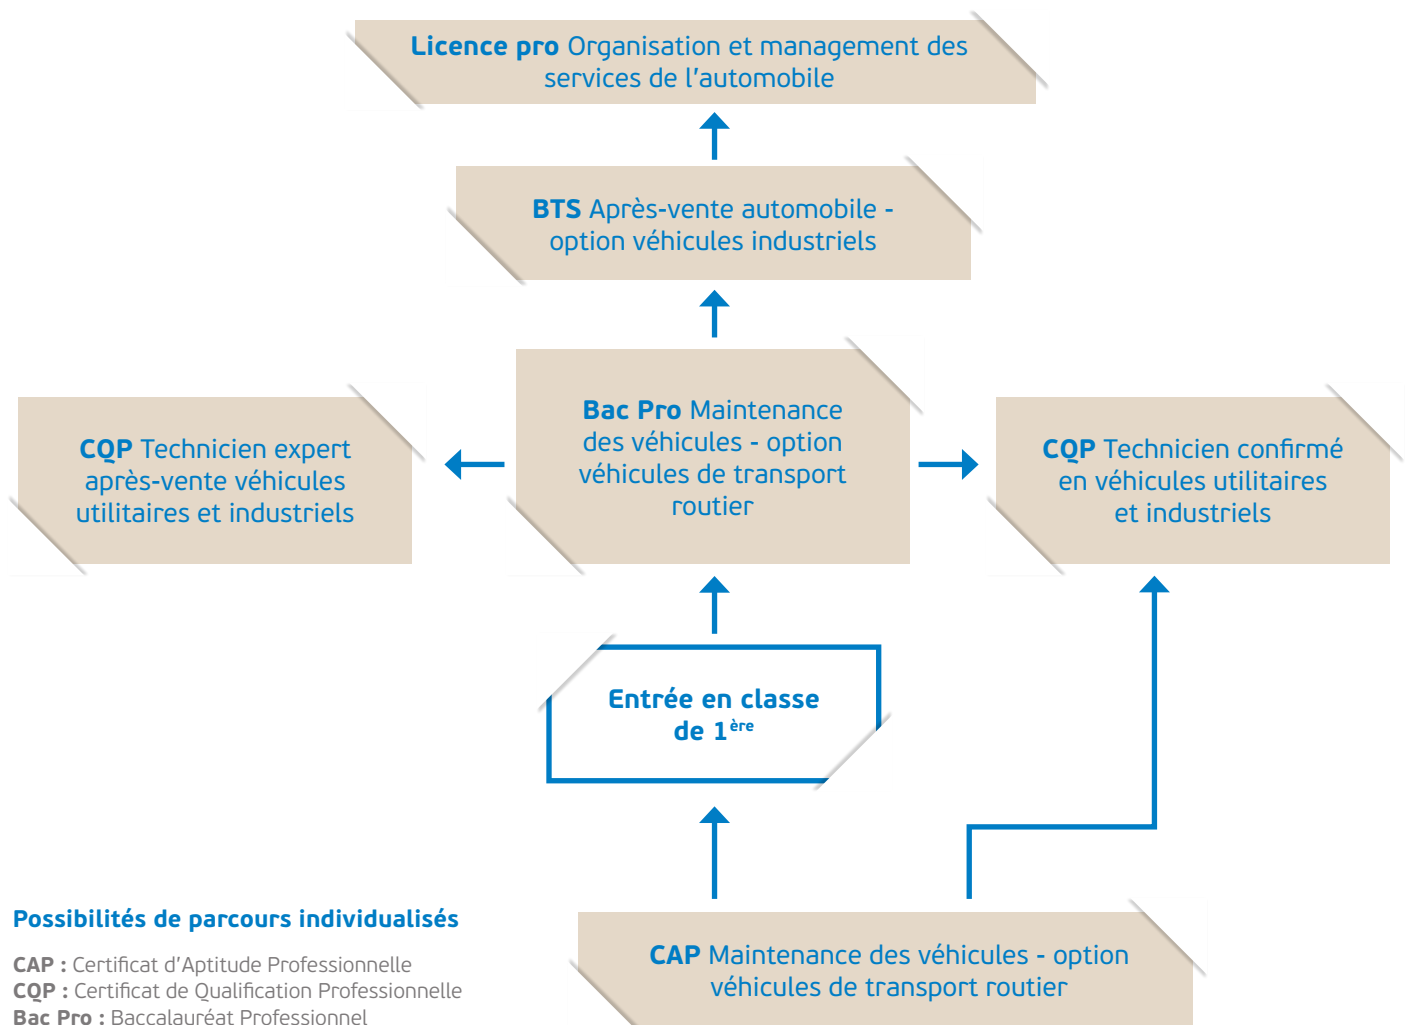 Licence pro Organisation et management des
services de l'automobile
BTS Après-vente automobile -
option véhicules industriels
Bac Pro Maintenance
des véhicules - option
véhicules de transport
routier
CQP Technicien expert
après-vente véhicules
utilitaires et industriels
CQP Technicien confirmé
en véhicules utilitaires
et industriels
Entrée en classe
de 1ère
CAP Maintenance des véhicules - option
véhicules de transport routier
Possibilités de parcours individualisés
CAP : Certificat d'Aptitude Professionnelle
CQP : Certificat de Qualification Professionnelle
Bac Pro : Baccalauréat Professionnel